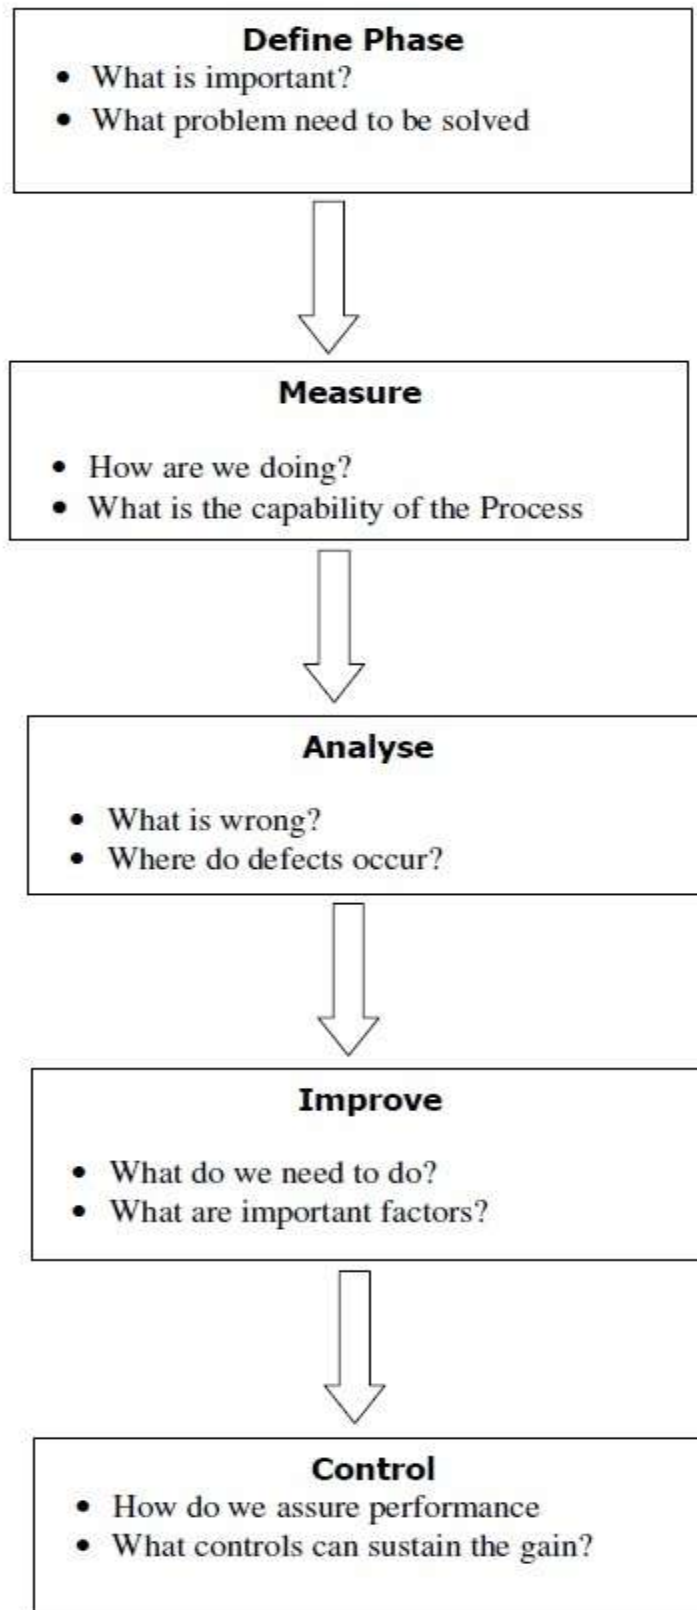 Define Phase
• What is important?
• What problem need to be solved
Measure
• How are we doing?
• What is the capability of the Process
Analyse
• What is wrong?
• Where do defects occur?
Improve
• What do we need to do?
• What are important factors?
Control
• How do we assure performance
• What controls can sustain the gain?